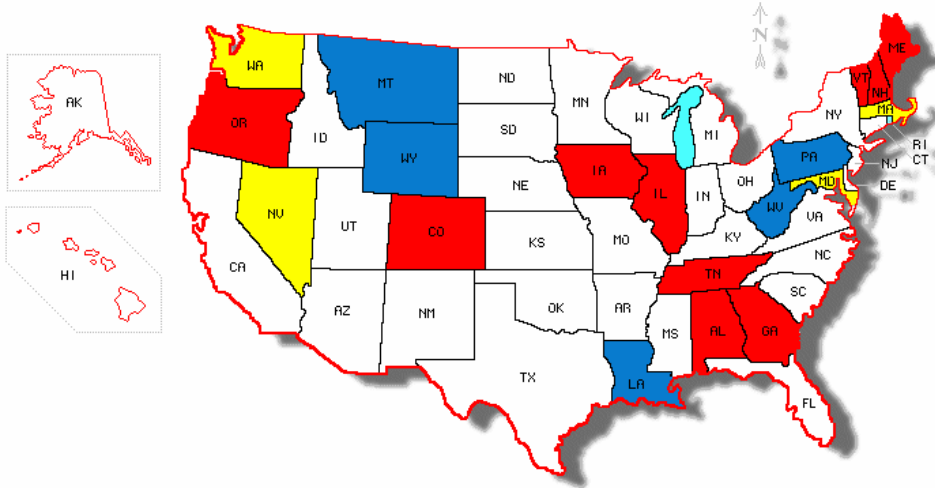 ME
WA
VT
NH
MT
ND
MN
AK
OR
MA
NY
WI
ID
SD
MI
RI
WY
PA
CT
NJ
IA
NE
OH
DE
IL
IN
MD
NV
WV
UT
VA
CO
KS
MO
KY
CA
NC
HI
TN
SC
AZ
NM
OK
AR
MS
AL
GA
TX
LA
FL
N